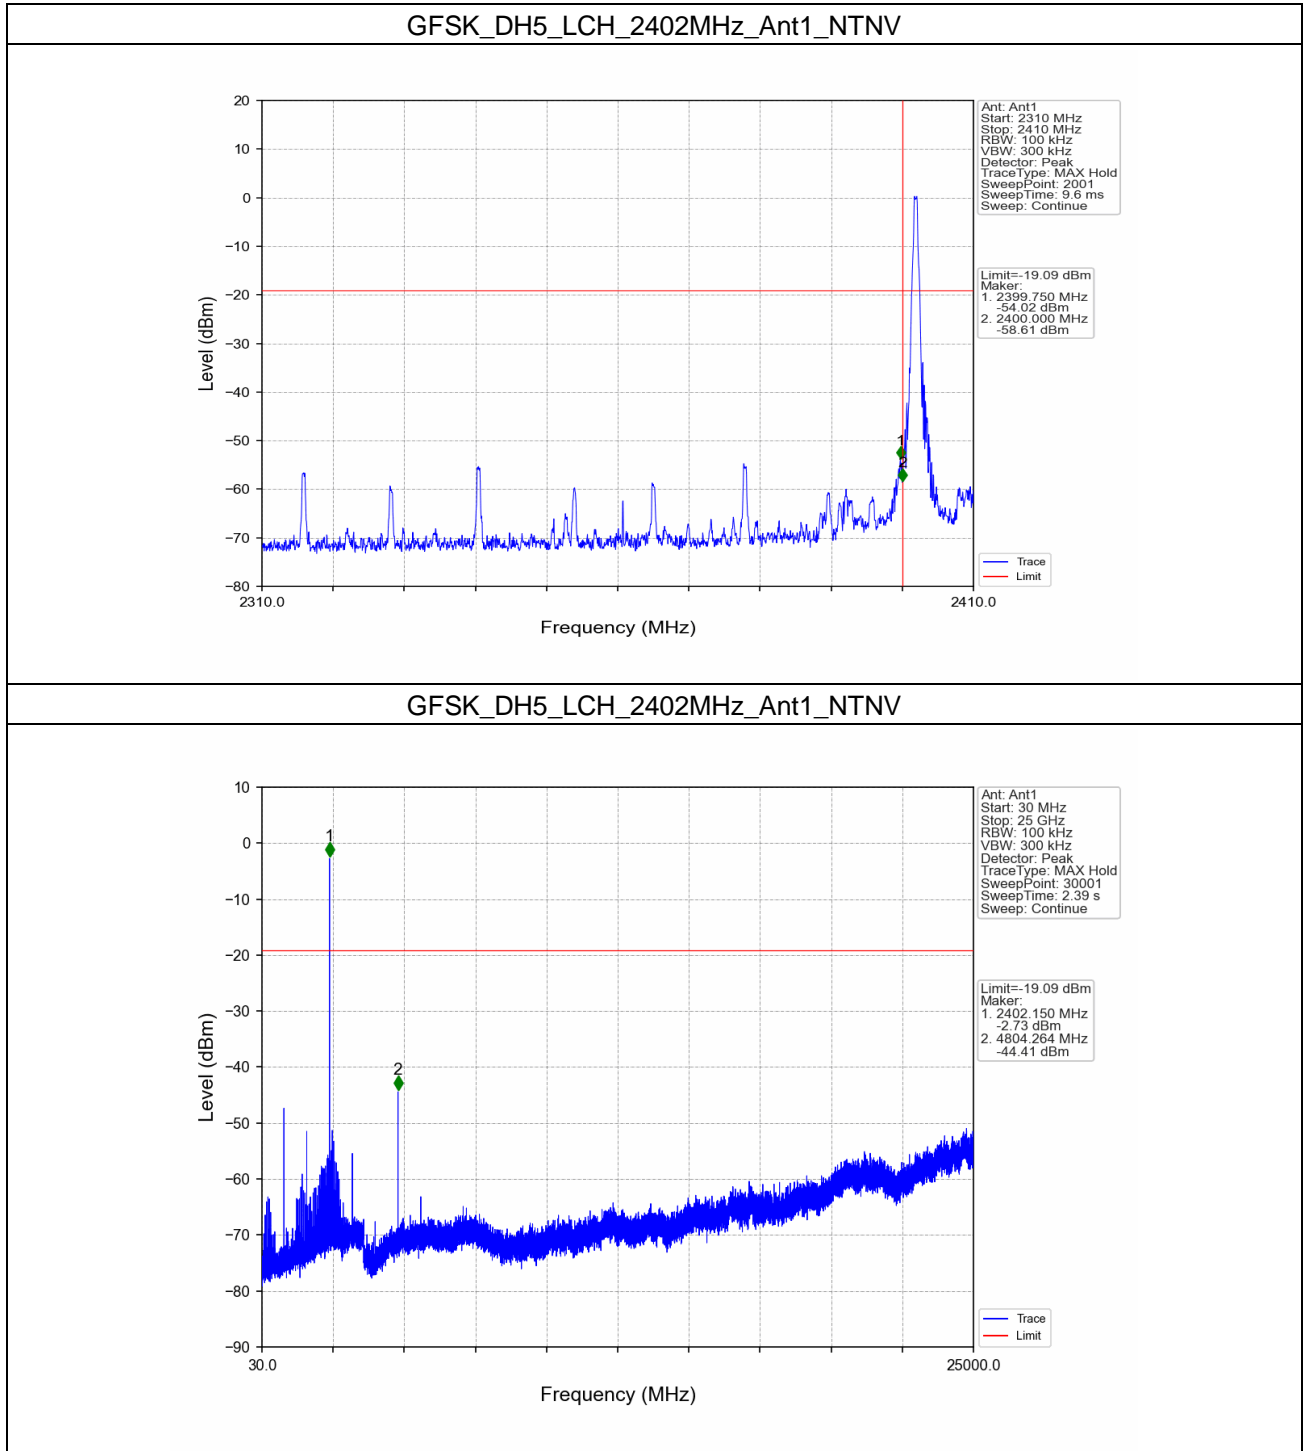 GFSK_DH5_LCH_2402MHz_Ant1_NTNV
20
10
0
−10
−20
−30
−40
−50
−60
−70
−80
Level (dBm)
2310.0
2410.0
Frequency (MHz)
1
2
Ant: Ant1
Start: 2310 MHz
Stop: 2410 MHz
RBW: 100 kHz
VBW: 300 kHz
Detector: Peak
TraceType: MAX Hold
SweepPoint: 2001
SweepTime: 9.6 ms
Sweep: Continue
Limit=-19.09 dBm
Maker:
1. 2399.750 MHz
-54.02 dBm
2. 2400.000 MHz
-58.61 dBm
Trace
Limit
GFSK_DH5_LCH_2402MHz_Ant1_NTNV
10
0
−10
−20
−30
−40
−50
−60
−70
−80
−90
Level (dBm)
30.0
25000.0
Frequency (MHz)
1
2
Ant: Ant1
Start: 30 MHz
Stop: 25 GHz
RBW: 100 kHz
VBW: 300 kHz
Detector: Peak
TraceType: MAX Hold
SweepPoint: 30001
SweepTime: 2.39 s
Sweep: Continue
Limit=-19.09 dBm
Maker:
1. 2402.150 MHz
-2.73 dBm
2. 4804.264 MHz
-44.41 dBm
Trace
Limit